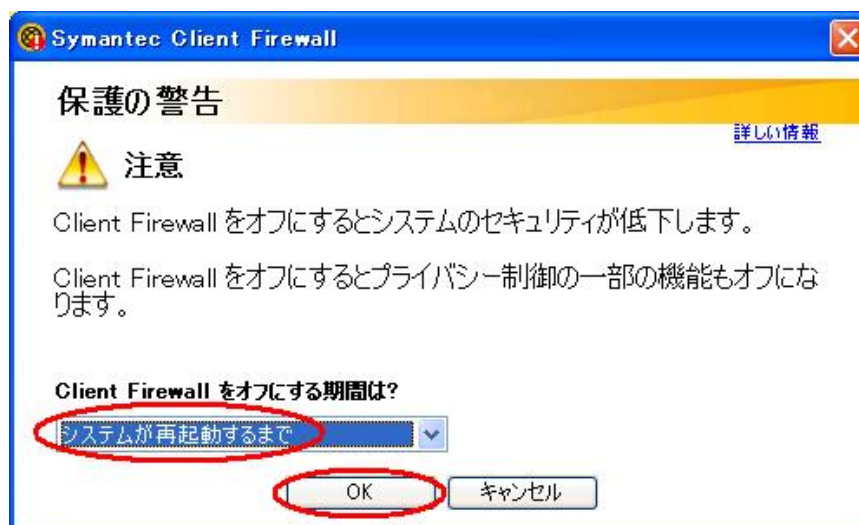 Symantec Client Firewall
保護の警告
詳しい情報
注意
Client Firewall をオフにするとシステムのセキュリティが低下します。
Client Firewall をオフにするとプライバシー制御の一部の機能もオフにな
ります。
Client Firewall をオフにする期間は?
システムが再起動するまで
OK キャンセル